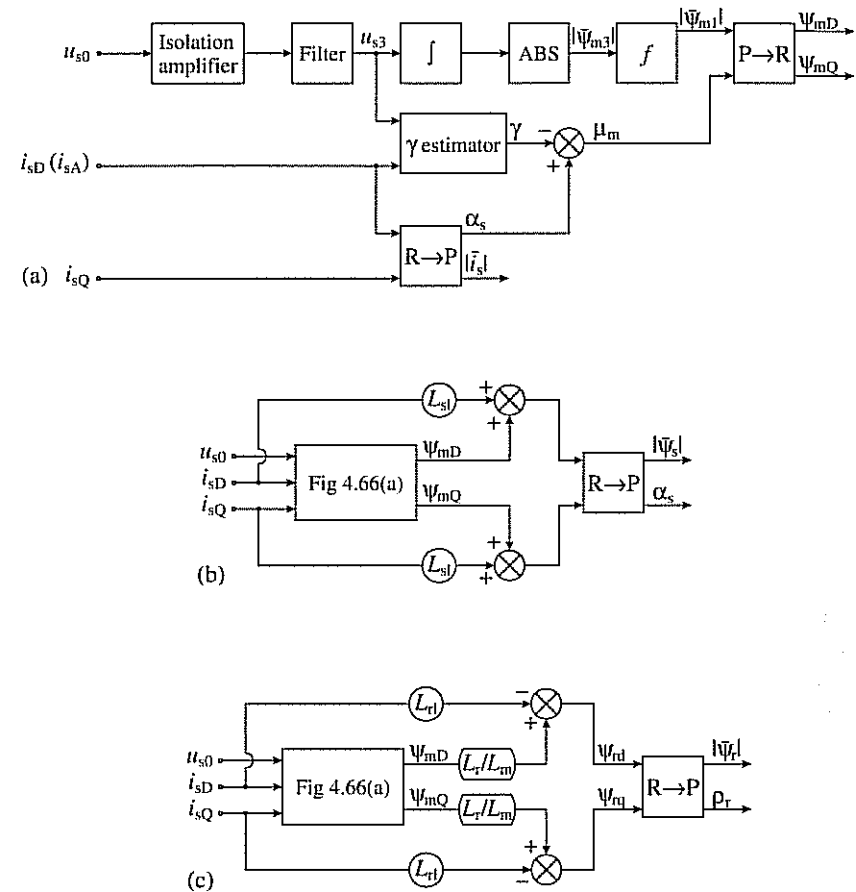 u_s0
Isolation
amplifier
Filter
u_s3
∫
ABS
|ψ̄_m3|
f
|ψ̄_m1|
P→R
ψ_mD
ψ_mQ
γ estimator
γ
−
+
μ_m
i_sD (i_sA)
α_s
R→P
|ī_s|
(a) i_sQ
L_sl
+
+
u_s0
i_sD
i_sQ
Fig 4.66(a)
ψ_mD
ψ_mQ
R→P
|ψ̄_s|
α_s
+
+
L_sl
(b)
L_rl
−
+
u_s0
i_sD
i_sQ
Fig 4.66(a)
ψ_mD
L_r/L_m
ψ_mQ
L_r/L_m
ψ_rd
ψ_rq
R→P
|ψ̄_r|
ρ_r
+
−
L_rl
(c)